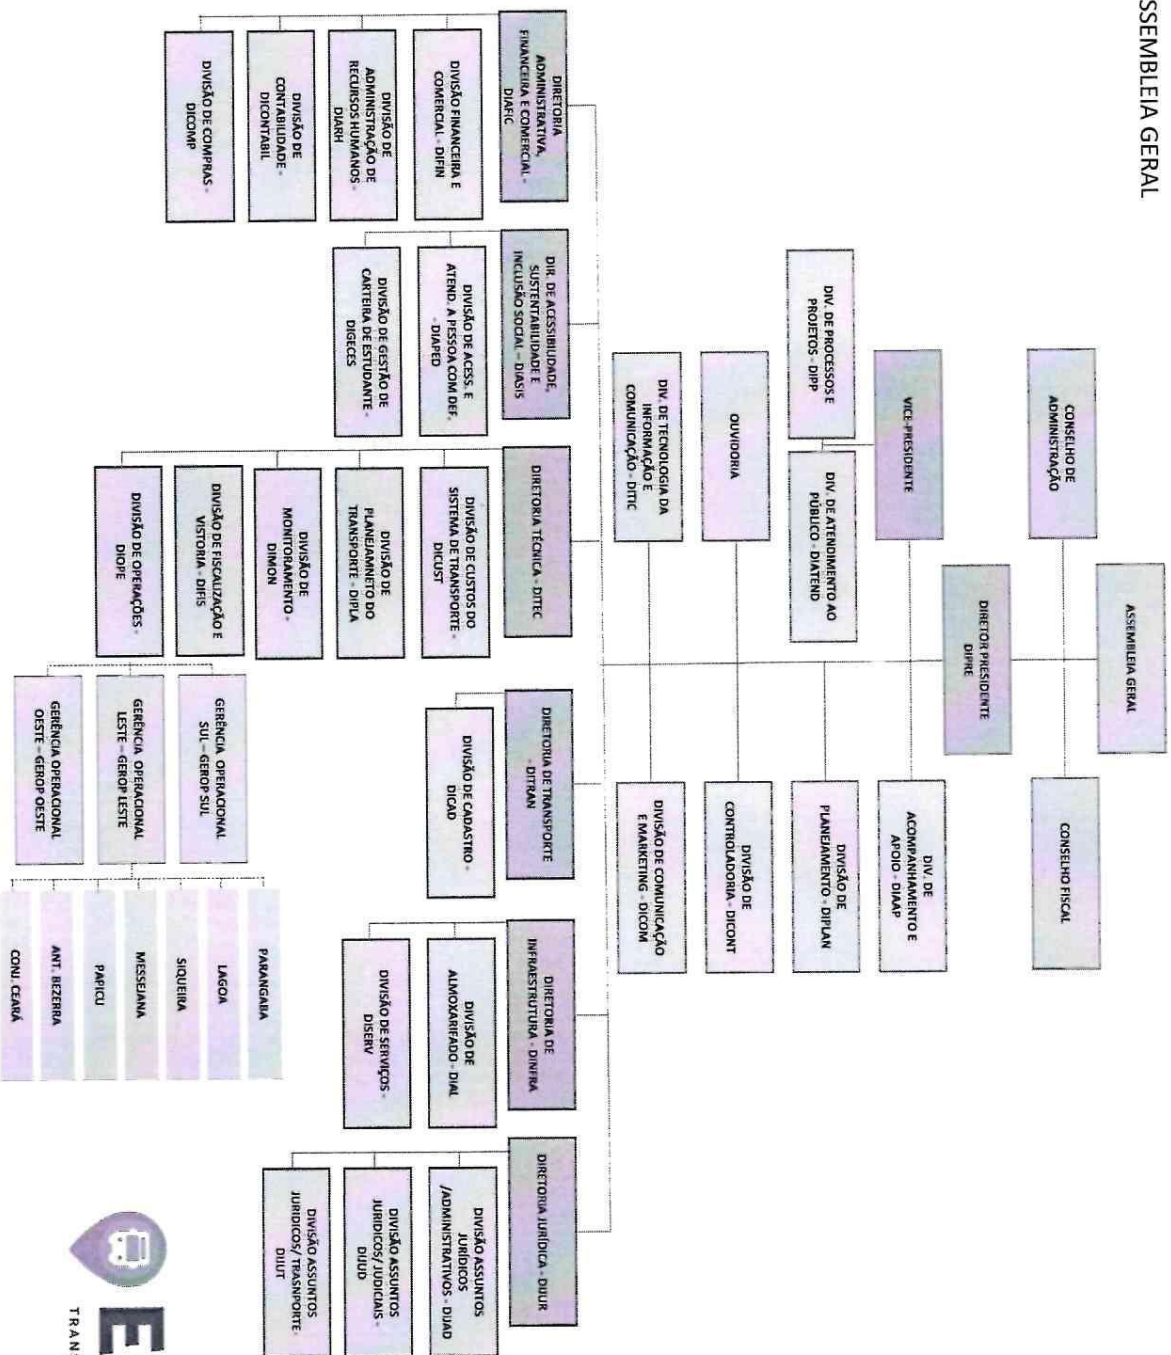 SSEMBLEIA GERAL
ASSEMBLEIA GERAL
CONSELHO DE
ADMINISTRAÇÃO
CONSELHO FISCAL
DIRETOR PRESIDENTE
DIPRE
VICE-PRESIDENTE
DIV. DE
ACOMPANHAMENTO E
APOIO - DIAAP
DIV. DE PROCESSOS E
PROJETOS - DIPP
DIV. DE ATENDIMENTO AO
PÚBLICO - DIATEND
DIVISÃO DE
PLANEJAMENTO - DIPLAN
OUVIDORIA
DIVISÃO DE
CONTROLADORIA - DICONT
DIV. DE TECNOLOGIA DA
INFORMAÇÃO E
COMUNICAÇÃO - DITIC
DIVISÃO DE COMUNICAÇÃO
E MARKETING - DICOM
DIRETORIA
ADMINISTRATIVA,
FINANCEIRA E COMERCIAL -
DIAFIC
DIVISÃO FINANCEIRA E
COMERCIAL - DIFIN
DIVISÃO DE
ADMINISTRAÇÃO DE
RECURSOS HUMANOS -
DIARH
DIVISÃO DE
CONTABILIDADE -
DICONTABIL
DIVISÃO DE COMPRAS -
DICOMP
DIR. DE ACESSIBILIDADE,
SUSTENTABILIDADE E
INCLUSÃO SOCIAL – DIASIS
DIVISÃO DE ACESS. E
ATEND. A PESSOA COM DEF.
- DIAPED
DIVISÃO DE GESTÃO DE
CARTEIRA DE ESTUDANTE -
DIGECES
DIRETORIA TÉCNICA - DITEC
DIVISÃO DE CUSTOS DO
SISTEMA DE TRANSPORTE -
DICUST
DIVISÃO DE
PLANEJAMNETO DO
TRANSPORTE - DIPLA
DIVISÃO DE
MONITORAMENTO -
DIMON
DIVISÃO DE FISCALIZAÇÃO E
VISTORIA - DIFIS
DIVISÃO DE OPERAÇÕES -
DIOPE
GERÊNCIA OPERACIONAL
SUL – GEROP SUL
GERÊNCIA OPERACIONAL
LESTE – GEROP LESTE
GERÊNCIA OPERACIONAL
OESTE – GEROP OESTE
PARANGABA
LAGOA
SIQUEIRA
MESSEJANA
PAPICU
ANT. BEZERRA
CONJ. CEARÁ
DIRETORIA DE TRANSPORTE
- DITRAN
DIVISÃO DE CADASTRO -
DICAD
DIRETORIA DE
INFRAESTRUTURA - DINFRA
DIVISÃO DE
ALMOXARIFADO - DIAL
DIVISÃO DE SERVIÇOS -
DISERV
DIRETORIA JURÍDICA - DIJUR
DIVISÃO ASSUNTOS
JURÍDICOS
/ADMINISTRATIVOS - DIJAD
DIVISÃO ASSUNTOS
JURIDICOS/ JUDICIAIS -
DIJUD
DIVISÃO ASSUNTOS
JURIDICOS/ TRASNPORTE-
DIJUT
E
TRANS